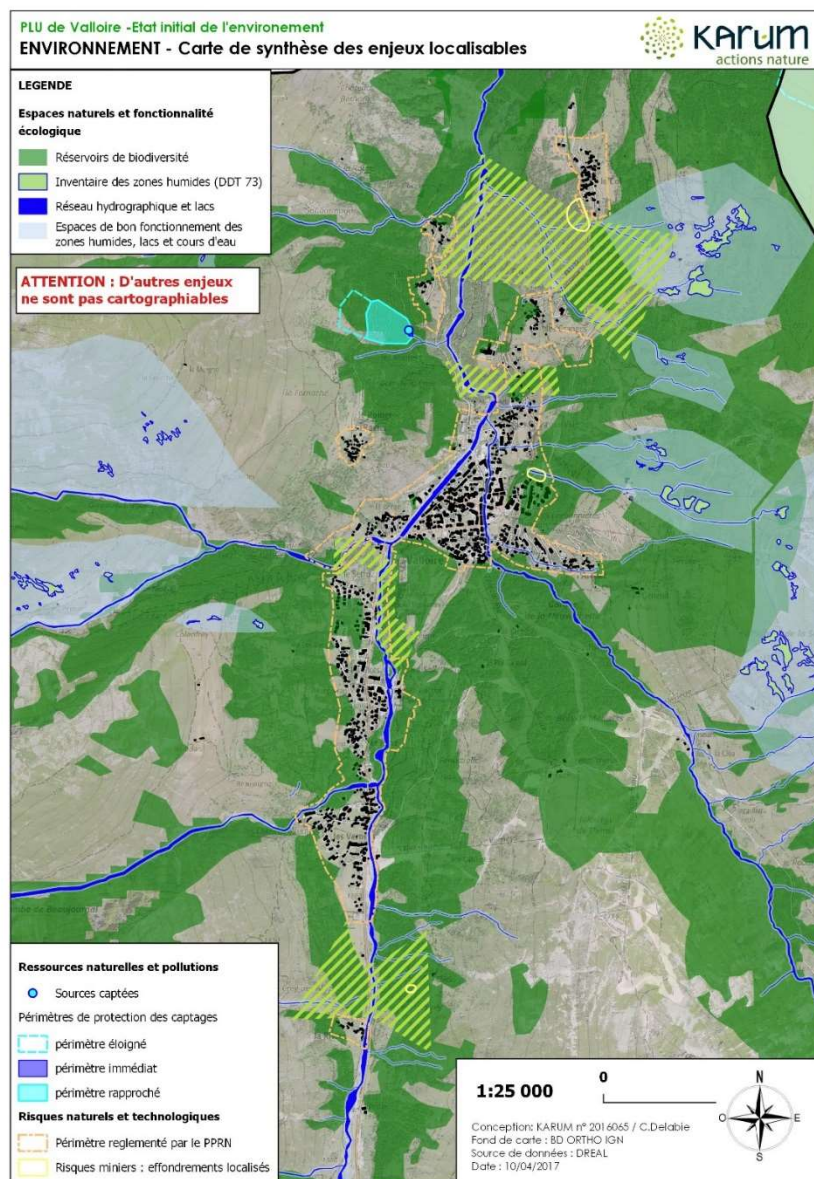 PLU de Valloire -Etat initial de l'environement
ENVIRONNEMENT - Carte de synthèse des enjeux localisables
KARUM
actions nature
LEGENDE
Espaces naturels et fonctionnalité
écologique
Réservoirs de biodiversité
Inventaire des zones humides (DDT 73)
Réseau hydrographique et lacs
Espaces de bon fonctionnement des
zones humides, lacs et cours d'eau
ATTENTION : D'autres enjeux
ne sont pas cartographiables
Ressources naturelles et pollutions
Sources captées
Périmètres de protection des captages
périmètre éloigné
périmètre immédiat
périmètre rapproché
Risques naturels et technologiques
Périmètre reglementé par le PPRN
Risques miniers : effondrements localisés
1:25 000
0
Conception: KARUM n° 2016065 / C.Delabie
Fond de carte : BD ORTHO IGN
Source de données : DREAL
Date : 10/04/2017
N
O
E
S